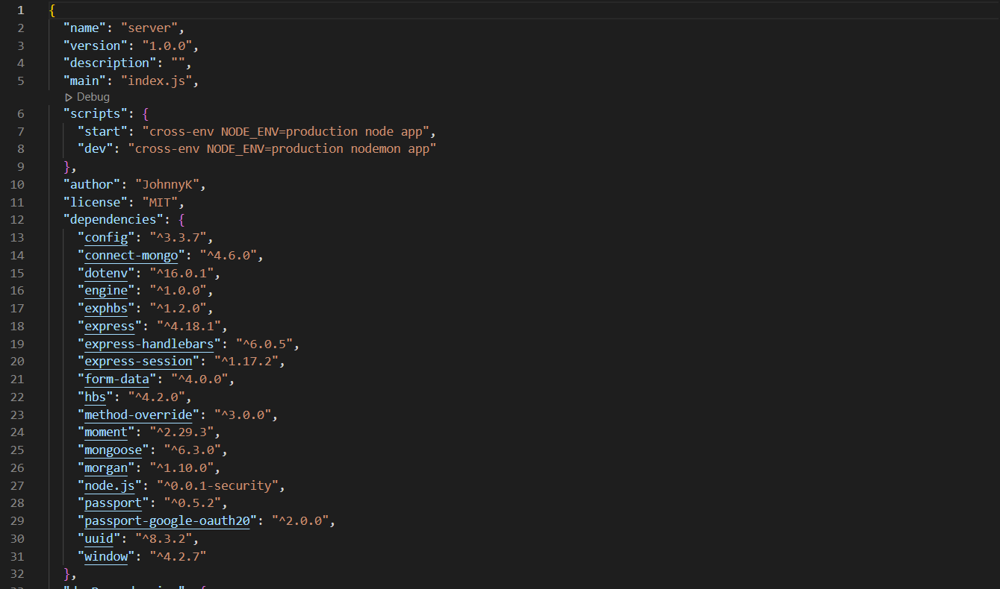 1 {
2 "name": "server",
3 "version": "1.0.0",
4 "description": "",
5 "main": "index.js",
Debug
6 "scripts": {
7 "start": "cross-env NODE_ENV=production node app",
8 "dev": "cross-env NODE_ENV=production nodemon app"
9 },
10 "author": "JohnnyK",
11 "license": "MIT",
12 "dependencies": {
13 "config": "^3.3.7",
14 "connect-mongo": "^4.6.0",
15 "dotenv": "^16.0.1",
16 "engine": "^1.0.0",
17 "exphbs": "^1.2.0",
18 "express": "^4.18.1",
19 "express-handlebars": "^6.0.5",
20 "express-session": "^1.17.2",
21 "form-data": "^4.0.0",
22 "hbs": "^4.2.0",
23 "method-override": "^3.0.0",
24 "moment": "^2.29.3",
25 "mongoose": "^6.3.0",
26 "morgan": "^1.10.0",
27 "node.js": "^0.0.1-security",
28 "passport": "^0.5.2",
29 "passport-google-oauth20": "^2.0.0",
30 "uuid": "^8.3.2",
31 "window": "^4.2.7"
32 },